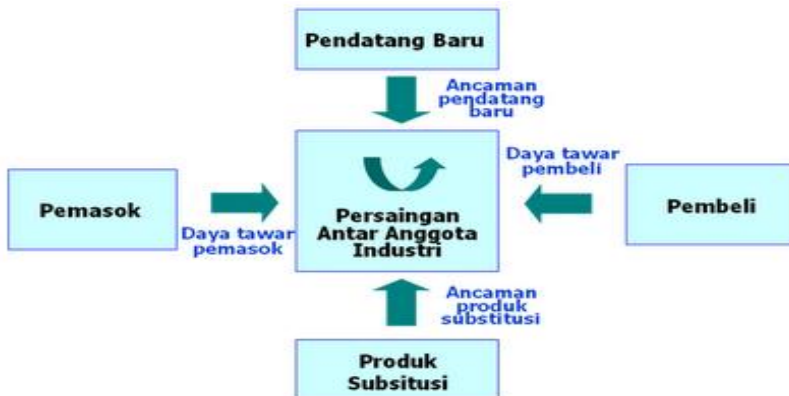 Pendatang Baru
Ancaman
pendatang
baru
Daya tawar
pembeli
Pemasok
Daya tawar
pemasok
Persaingan
Antar Anggota
Industri
Pembeli
Ancaman
produk
substitusi
Produk
Subsitusi